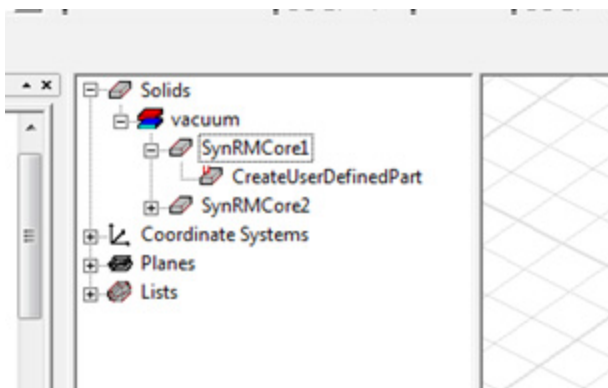 Solids
vacuum
SynRMCore1
CreateUserDefinedPart
SynRMCore2
Coordinate Systems
Planes
Lists